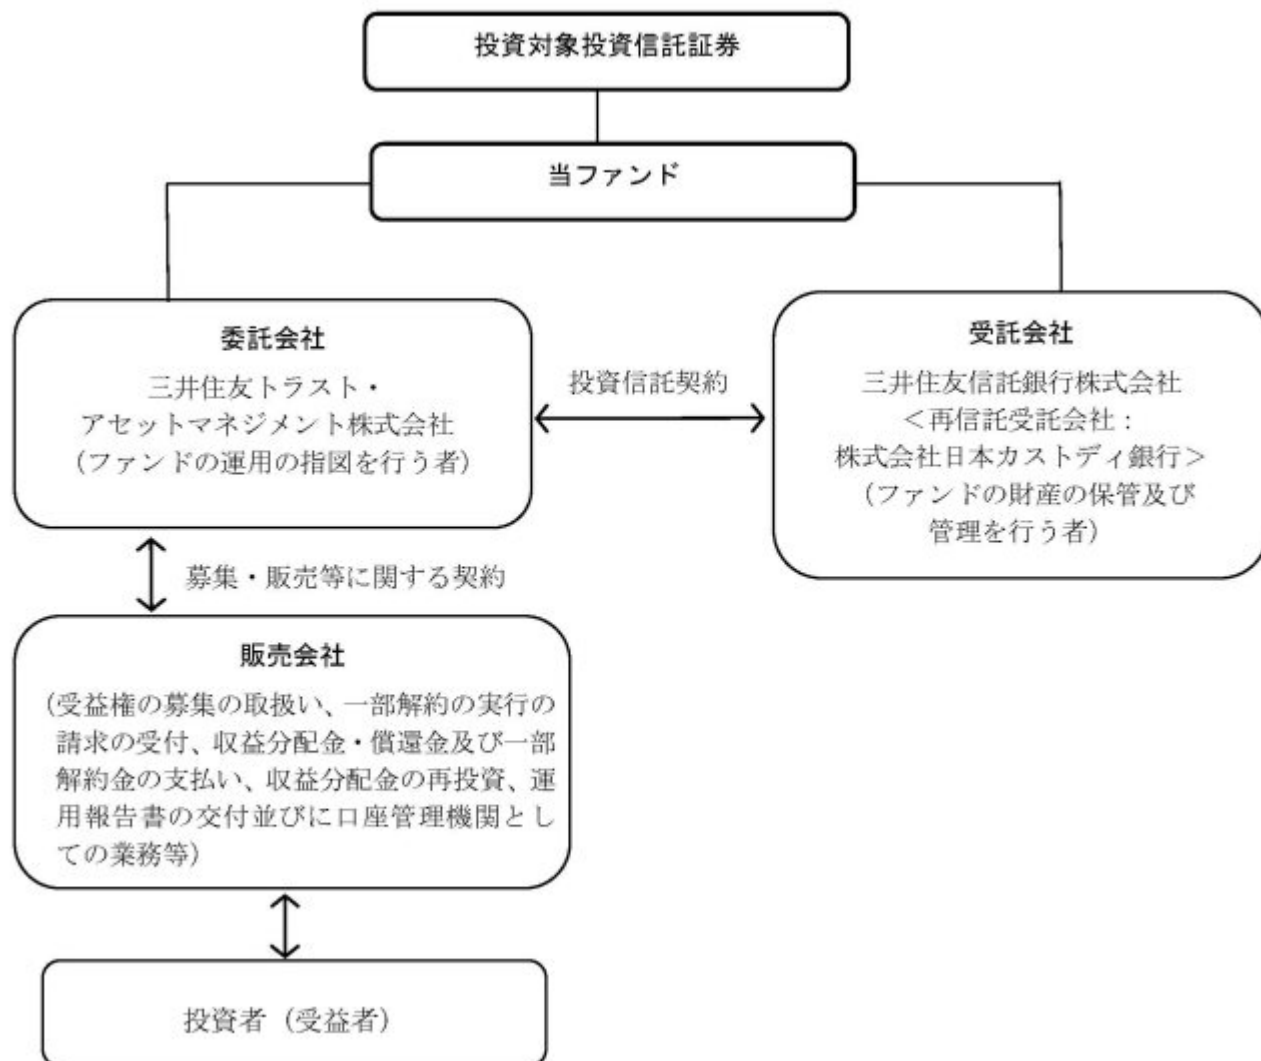 投資対象投資信託証券
当ファンド
委託会社
三井住友トラスト・
アセットマネジメント株式会社
（ファンドの運用の指図を行う者）
投資信託契約
受託会社
三井住友信託銀行株式会社
＜再信託受託会社：
株式会社日本カストディ銀行＞
（ファンドの財産の保管及び
管理を行う者）
募集・販売等に関する契約
販売会社
（受益権の募集の取扱い、一部解約の実行の
請求の受付、収益分配金・償還金及び一部
解約金の支払い、収益分配金の再投資、運
用報告書の交付並びに口座管理機関とし
ての業務等）
投資者（受益者）